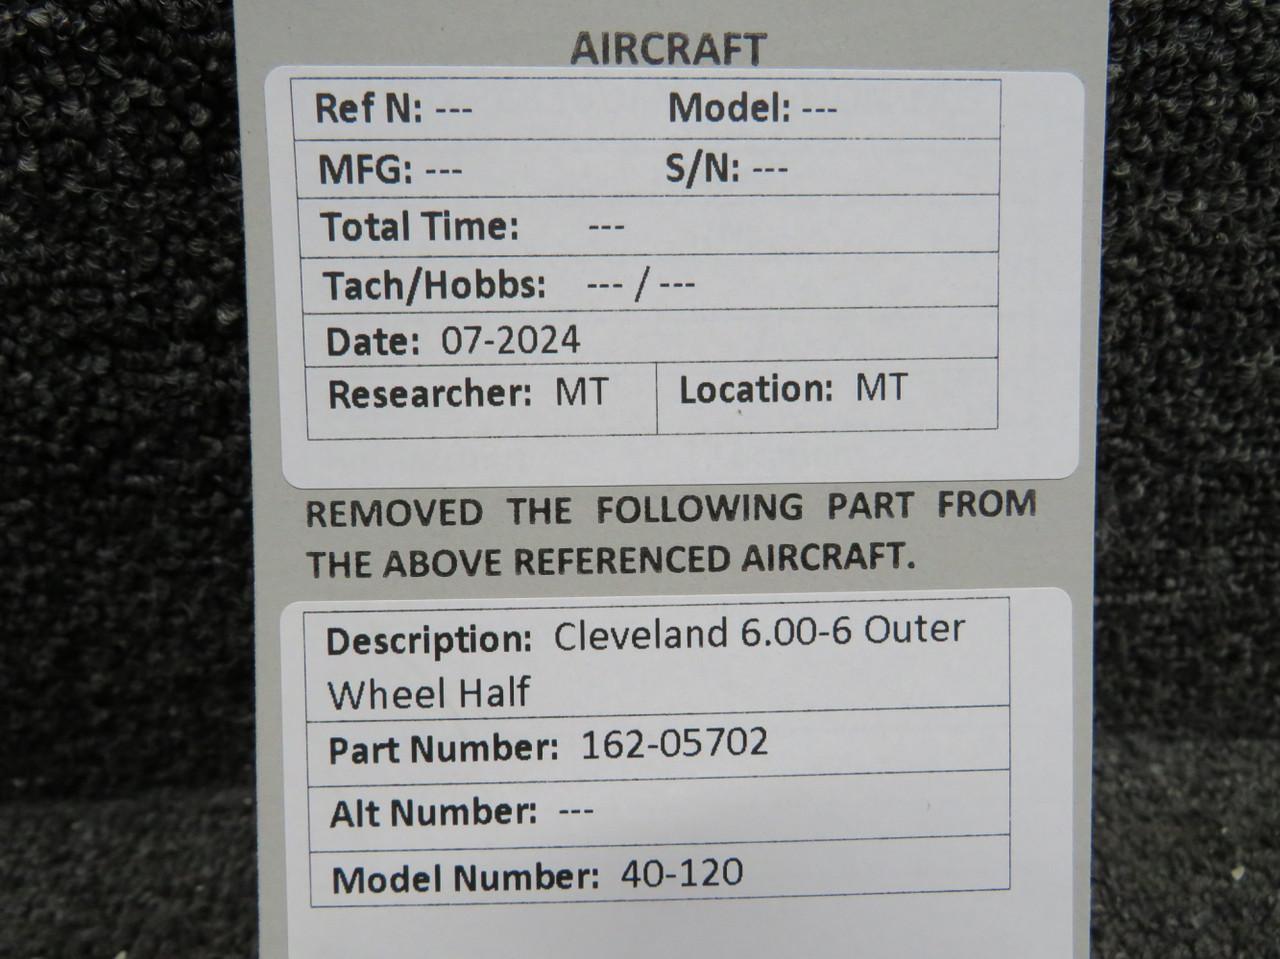 AIRCRAFT
Ref N: --- Model: ---
MFG: --- S/N: ---
Total Time: ---
Tach/Hobbs: --- / ---
Date: 07-2024
Researcher: MT Location: MT
REMOVED THE FOLLOWING PART FROM
THE ABOVE REFERENCED AIRCRAFT.
Description: Cleveland 6.00-6 Outer
Wheel Half
Part Number: 162-05702
Alt Number: ---
Model Number: 40-120